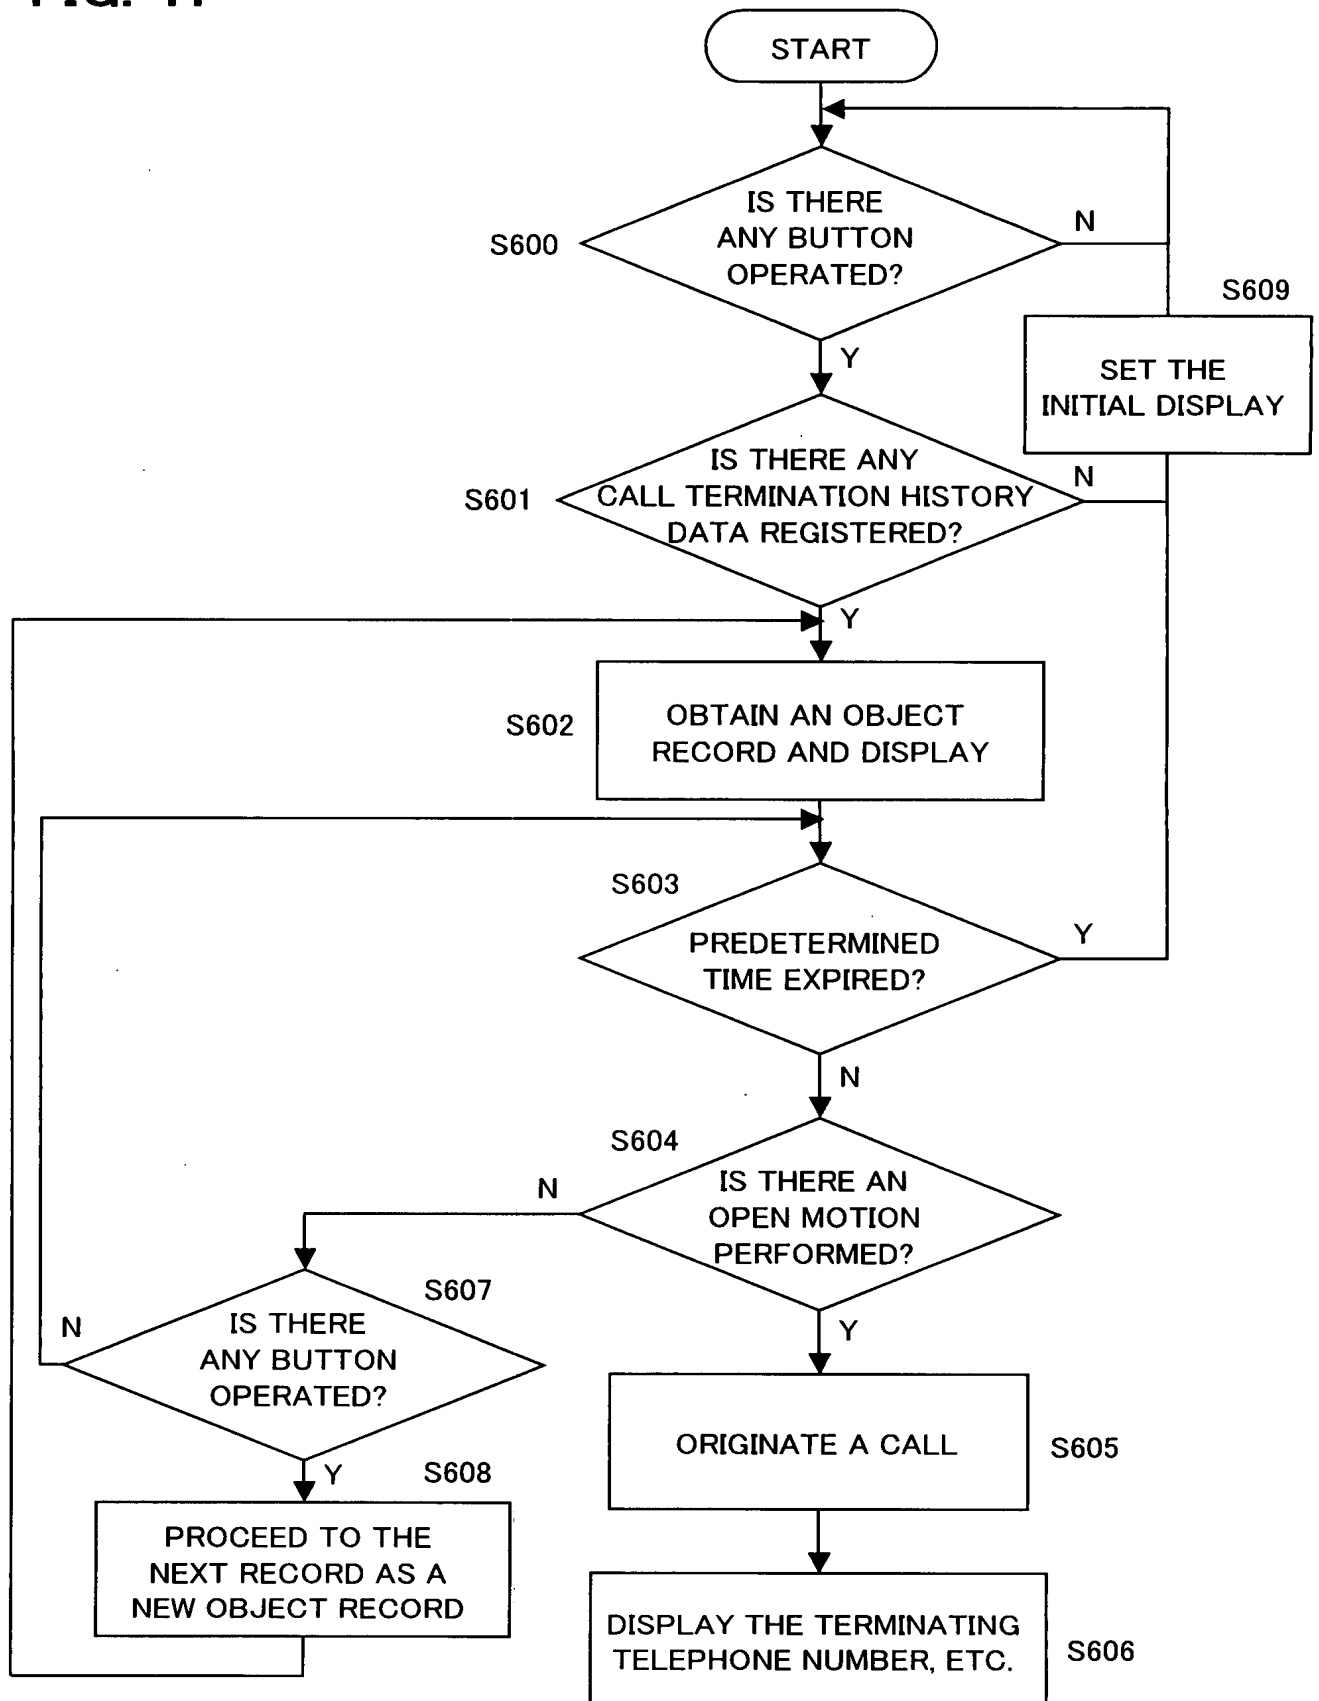 START
IS THERE
ANY BUTTON
OPERATED?
N
S600
S609
Y
SET THE
INITIAL DISPLAY
IS THERE ANY
CALL TERMINATION HISTORY
DATA REGISTERED?
N
S601
Y
OBTAIN AN OBJECT
RECORD AND DISPLAY
S602
S603
PREDETERMINED
TIME EXPIRED?
Y
N
S604
IS THERE AN
OPEN MOTION
PERFORMED?
N
S607
IS THERE
ANY BUTTON
OPERATED?
N
Y
ORIGINATE A CALL
S605
Y
S608
PROCEED TO THE
NEXT RECORD AS A
NEW OBJECT RECORD
DISPLAY THE TERMINATING
TELEPHONE NUMBER, ETC.
S606